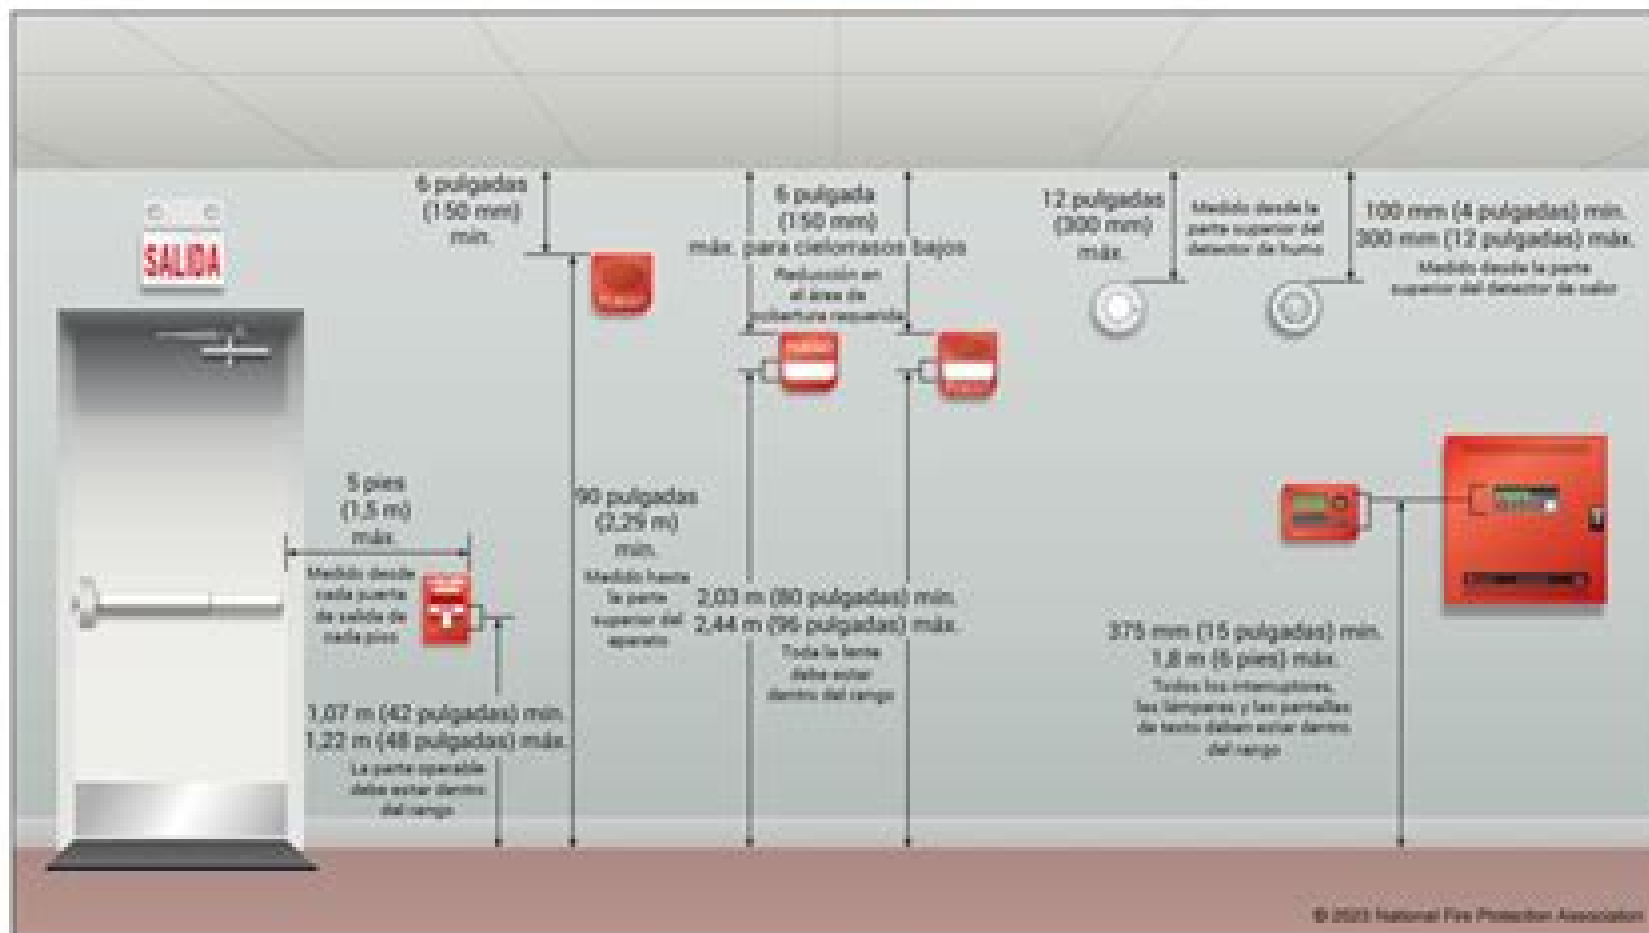 SALIDA
6 pulgadas
(150 mm)
min.
6 pulgada
(150 mm)
máx. para cielorrasos bajos
Reducción en
el área de
cobertura requerida
12 pulgadas
(300 mm)
máx.
Medido desde la
parte superior del
detector de humo
100 mm (4 pulgadas) min.
300 mm (12 pulgadas) máx.
Medido desde la parte
superior del detector de calor
5 pies
(1,5 m)
máx.
Medido desde
cada puerta
de salida de
cada piso
90 pulgadas
(2,29 m)
min.
Medido hasta
la parte
superior del
aparato
2,03 m (80 pulgadas) min.
2,44 m (96 pulgadas) máx.
Toda la lente
debe estar
dentro del rango
1,07 m (42 pulgadas) min.
1,22 m (48 pulgadas) máx.
La parte operable
debe estar dentro
del rango
375 mm (15 pulgadas) min.
1,8 m (6 pies) máx.
Todos los interruptores,
las lámparas y las pantallas
de texto deben estar dentro
del rango
© 2023 National Fire Protection Association